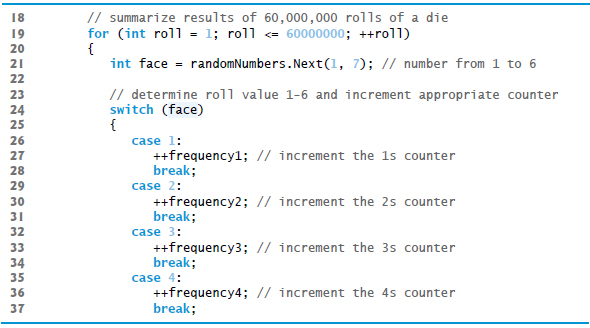 18 // summarize results of 60,000,000 rolls of a die
19 for (int roll = 1; roll <= 60000000; ++roll)
20 {
21 int face = randomNumbers.Next(1, 7); // number from 1 to 6
22
23 // determine roll value 1–6 and increment appropriate counter
24 switch (face)
25 {
26 case 1:
27 ++frequency1; // increment the 1s counter
28 break;
29 case 2:
30 ++frequency2; // increment the 2s counter
31 break;
32 case 3:
33 ++frequency3; // increment the 3s counter
34 break;
35 case 4:
36 ++frequency4; // increment the 4s counter
37 break;